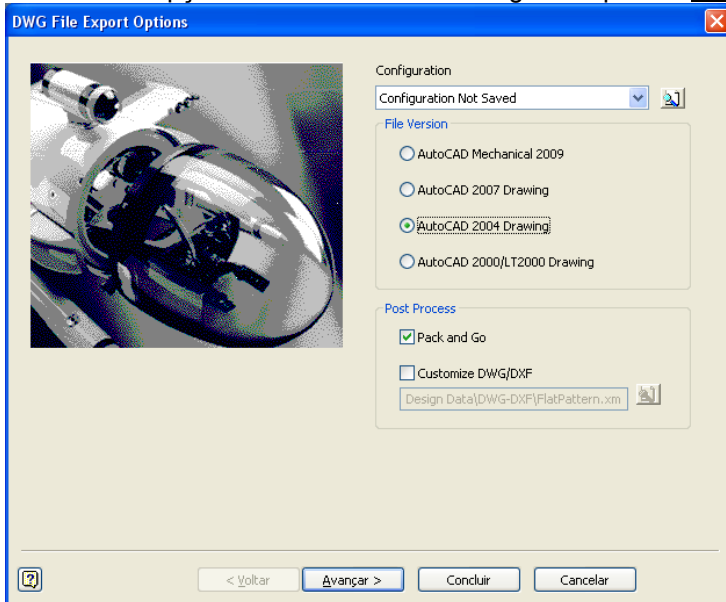 DWG File Export Options
Configuration
Configuration Not Saved
File Version
AutoCAD Mechanical 2009
AutoCAD 2007 Drawing
AutoCAD 2004 Drawing
AutoCAD 2000/LT2000 Drawing
Post Process
Pack and Go
Customize DWG/DXF
Design Data\DWG-DXF\FlatPattern.xm
< Voltar Avançar > Concluir Cancelar